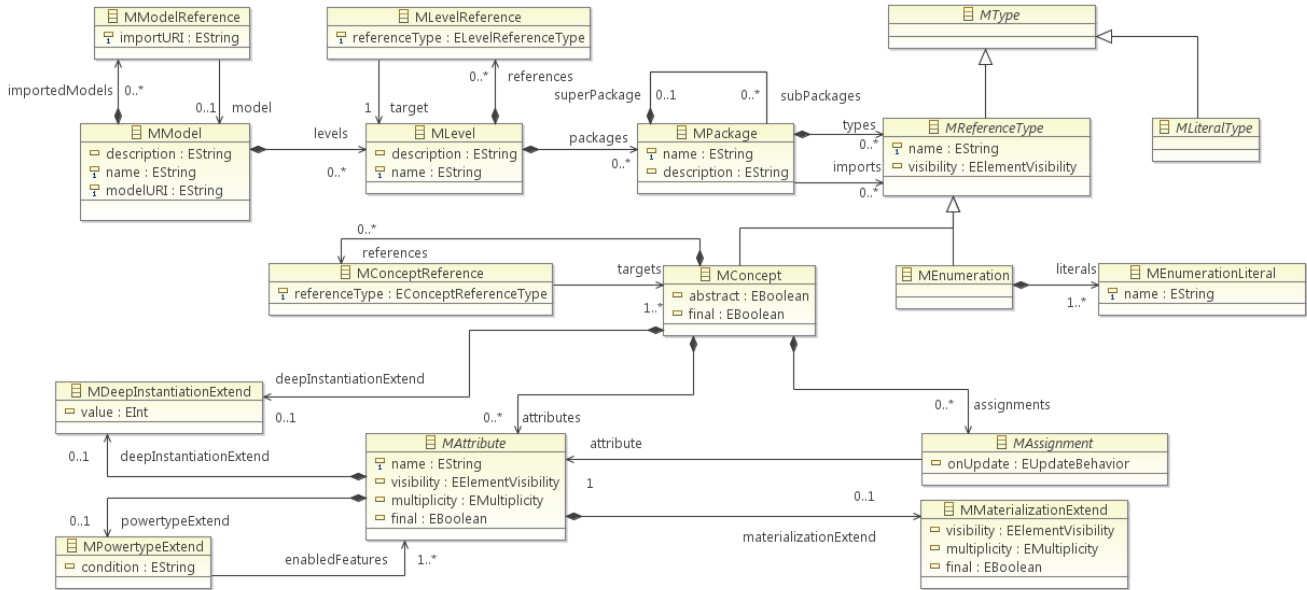 MModelReference
importURI : EString
MLevelReference
referenceType : ELevelReferenceType
MType
importedModels
0..*
0..1
model
1
target
0..*
references
superPackage
0..1
0..*
subPackages
MModel
description : EString
name : EString
modelURI : EString
levels
0..*
MLevel
description : EString
name : EString
packages
0..*
MPackage
name : EString
description : EString
types
0..*
imports
0..*
MReferenceType
name : EString
visibility : EElementVisibility
MLiteralType
0..*
references
MConceptReference
referenceType : EConceptReferenceType
targets
1..*
MConcept
abstract : EBoolean
final : EBoolean
MEnumeration
literals
1..*
MEnumerationLiteral
name : EString
deepInstantiationExtend
0..1
MDeepInstantiationExtend
value : EInt
0..*
attributes
0..*
assignments
0..1
deepInstantiationExtend
MAttribute
name : EString
visibility : EElementVisibility
multiplicity : EMultiplicity
final : EBoolean
attribute
1
MAssignment
onUpdate : EUpdateBehavior
0..1
powertypeExtend
0..1
materializationExtend
MPowertypeExtend
condition : EString
enabledFeatures
1..*
MMaterializationExtend
visibility : EElementVisibility
multiplicity : EMultiplicity
final : EBoolean